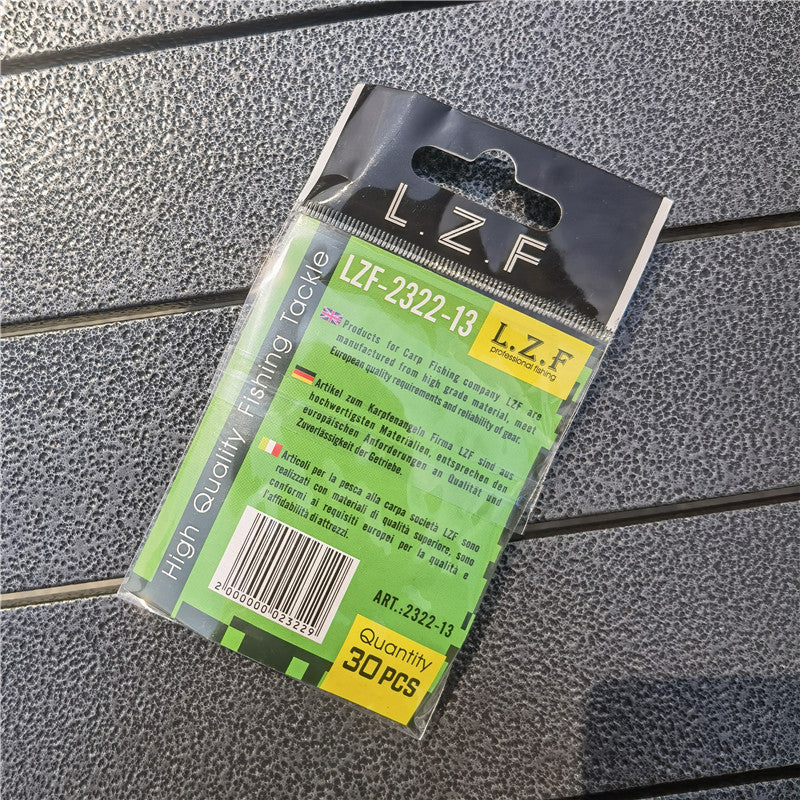 L.Z.F
High Quality Fishing Tackle
LZF-2322-13
L.Z.F
professional fishing
Products for Carp Fishing company LZF are
manufactured from high grade material, meet
European quality requirements and reliability of gear.
Artikel zum Karpfenangeln Firma LZF sind aus
hochwertigsten Materialien, entsprechen den
europäischen Anforderungen an Qualität und
Zuverlässigkeit der Getriebe.
Articoli per la pesca alla carpa società LZF sono
realizzati con materiali di qualità superiore, sono
conformi ai requisiti europei per la qualità e
l'affidabilità di attrezzi.
2 000000 023229
ART.:2322-13
Quantity
30 PCS